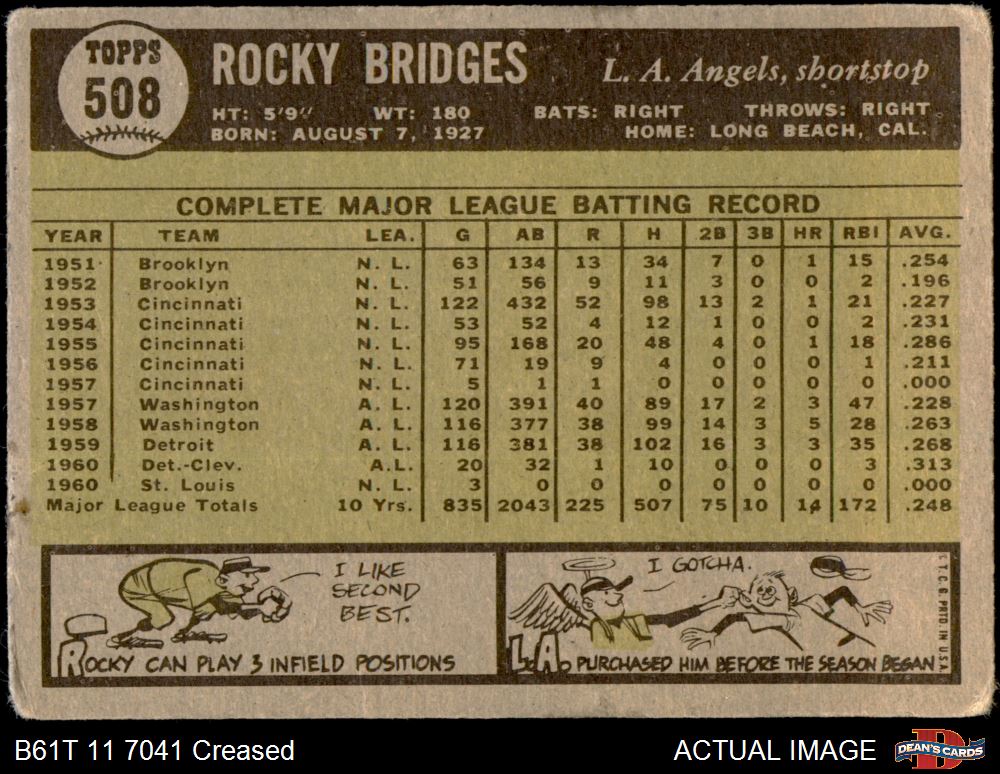 TOPPS
508
ROCKY BRIDGES
L. A. Angels, shortstop
HT: 5'9" WT: 180 BATS: RIGHT THROWS: RIGHT
BORN: AUGUST 7, 1927 HOME: LONG BEACH, CAL.
COMPLETE MAJOR LEAGUE BATTING RECORD
YEAR TEAM LEA. G AB R H 2B 3B HR RBI AVG.
1951 Brooklyn N. L. 63 134 13 34 7 0 1 15 .254
1952 Brooklyn N. L. 51 56 9 11 3 0 0 2 .196
1953 Cincinnati N. L. 122 432 52 98 13 2 1 21 .227
1954 Cincinnati N. L. 53 52 4 12 1 0 0 2 .231
1955 Cincinnati N. L. 95 168 20 48 4 0 1 18 .286
1956 Cincinnati N. L. 71 19 9 4 0 0 0 1 .211
1957 Cincinnati N. L. 5 1 1 0 0 0 0 0 .000
1957 Washington A. L. 120 391 40 89 17 2 3 47 .228
1958 Washington A. L. 116 377 38 99 14 3 5 28 .263
1959 Detroit A. L. 116 381 38 102 16 3 3 35 .268
1960 Det.-Clev. A.L. 20 32 1 10 0 0 0 3 .313
1960 St. Louis N. L. 3 0 0 0 0 0 0 0 .000
Major League Totals 10 Yrs. 835 2043 225 507 75 10 14 172 .248
I LIKE
SECOND
BEST.
ROCKY CAN PLAY 3 INFIELD POSITIONS
I GOTCHA.
L.A. PURCHASED HIM BEFORE THE SEASON BEGAN
© T. C. G. PRTD. IN U.S.A.
B61T 11 7041 Creased
ACTUAL IMAGE
DEAN'S CARDS